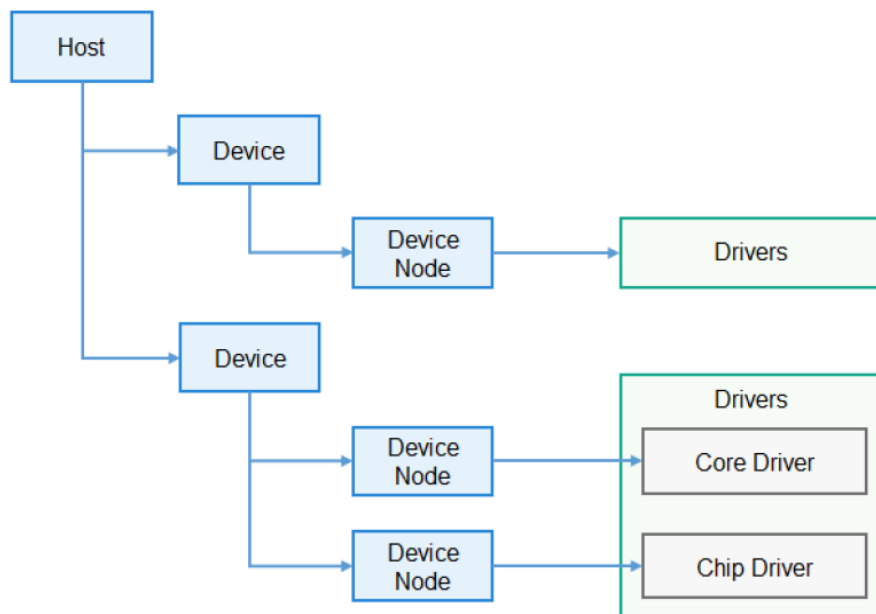 Host
Device
Device
Node
Drivers
Device
Drivers
Device
Node
Core Driver
Device
Node
Chip Driver